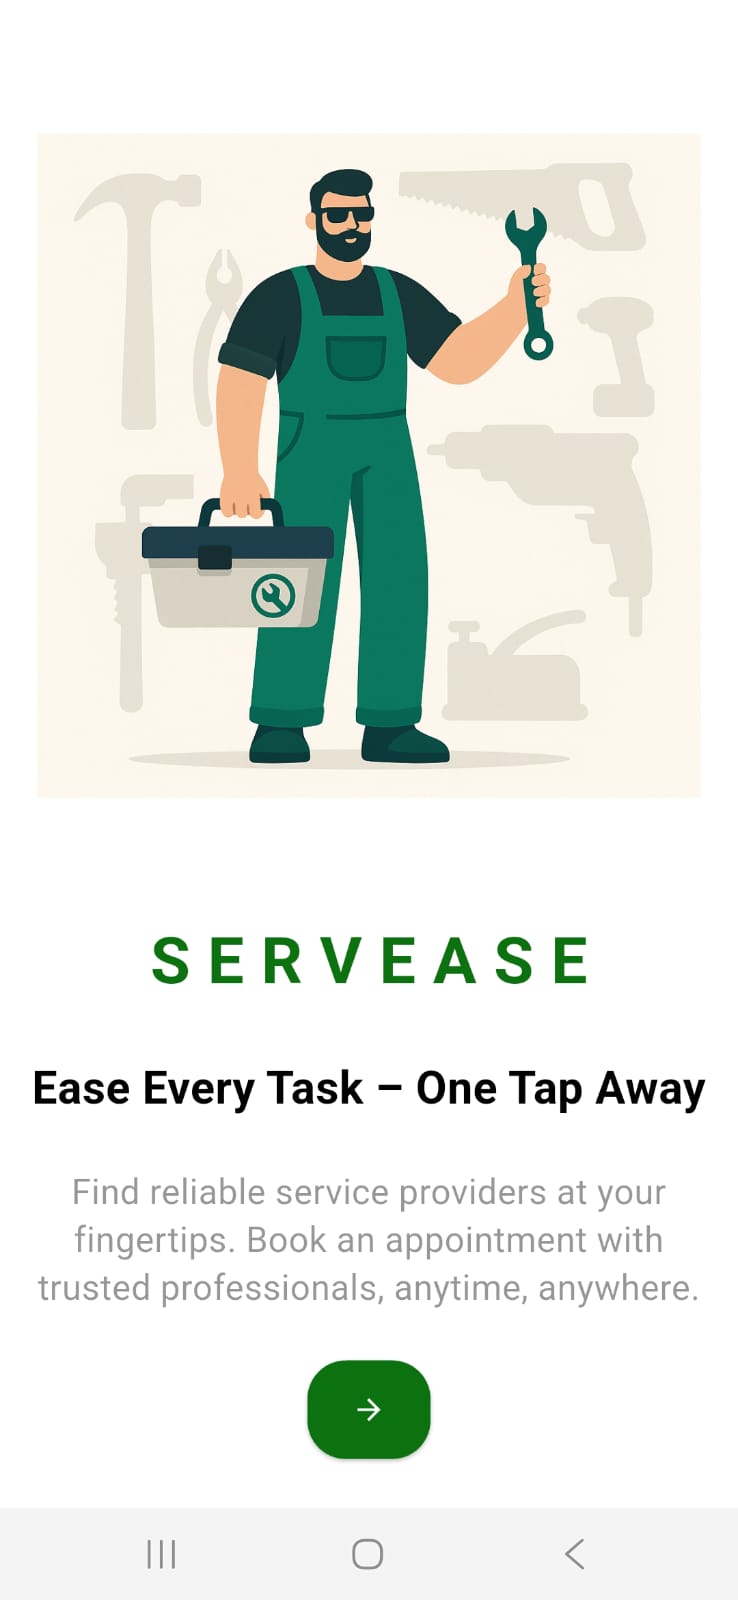 SERVEASE
Ease Every Task – One Tap Away
Find reliable service providers at your
fingertips. Book an appointment with
trusted professionals, anytime, anywhere.